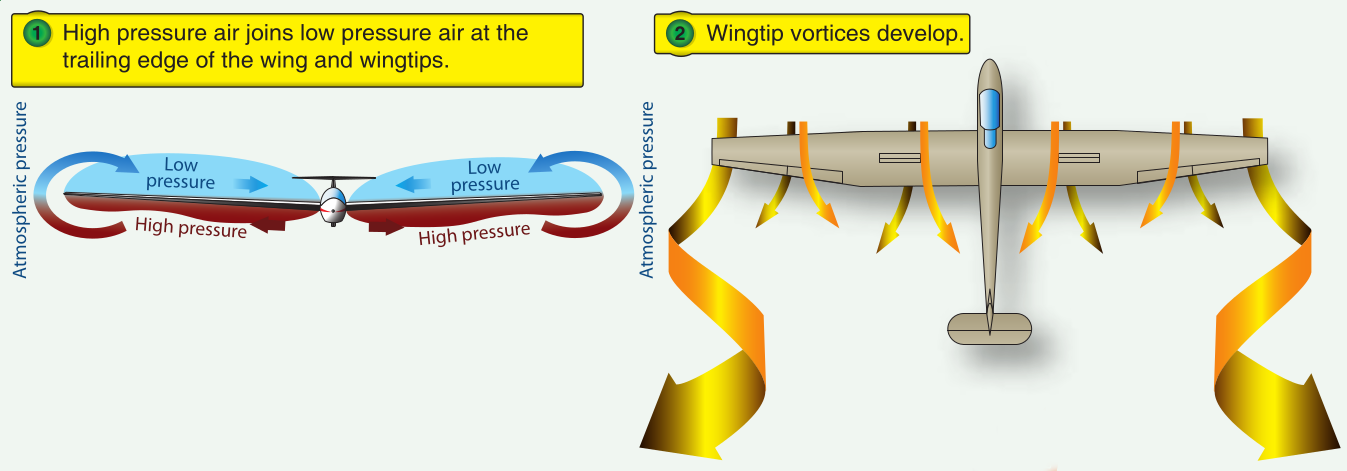 1 High pressure air joins low pressure air at the
trailing edge of the wing and wingtips.
Atmospheric pressure
Low
pressure
Low
pressure
High pressure
High pressure
2 Wingtip vortices develop.
Atmospheric pressure